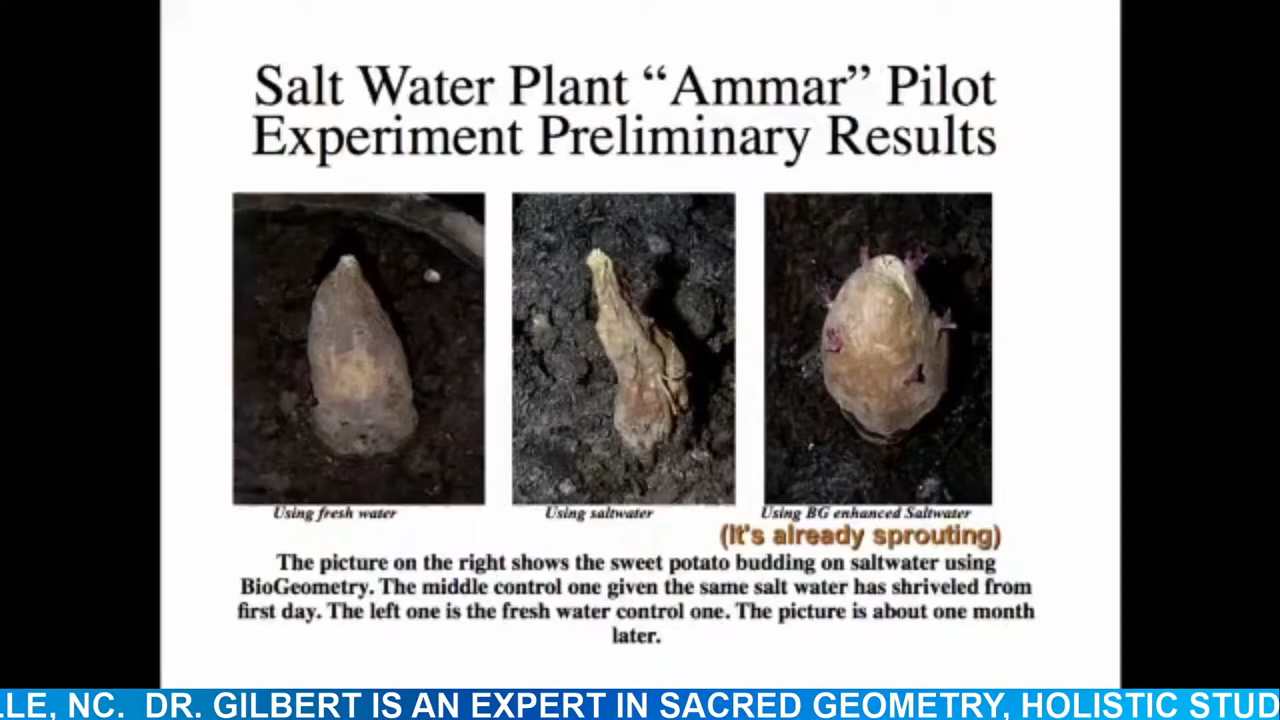 Salt Water Plant “Ammar” Pilot
Experiment Preliminary Results
Using fresh water
Using saltwater
Using BG enhanced Saltwater
(It's already sprouting)
The picture on the right shows the sweet potato budding on saltwater using
BioGeometry. The middle control one given the same salt water has shriveled from
first day. The left one is the fresh water control one. The picture is about one month
later.
LLE, NC. DR. GILBERT IS AN EXPERT IN SACRED GEOMETRY, HOLISTIC STUD